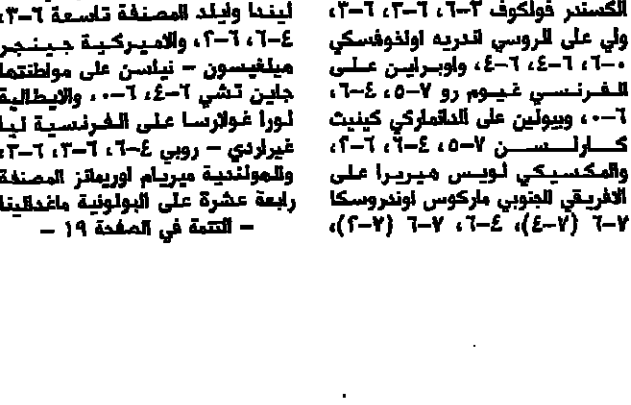 الكسندر فولكوف ٣-٦، ٦-٢، ٦-٣،
ولي على الروسي اندريه اولخوفسكي
٠-٦، ٦-٤، ٦-٤، واوبراين على
الفرنسي غيوم رو ٧-٥، ٤-٦،
٦-٠، وبيولين على الدانماركي كينيث
كارلسن ٧-٥، ٤-٦، ٦-٢،
والمكسيكي لويس هيريرا على
الافريقي الجنوبي ماركوس اوندروسكا
٧-٦ (٧-٤)، ٤-٦، ٧-٦ (٧-٢)،
ليندا وايلد المصنفة تاسعة ٦-٣،
٤-٦، ٦-٢، والاميركية جينجر
هيلغيسون - نيلسن على مواطنتها
جاين تشي ٦-٤، ٦-٠، والايطالية
لورا غولارسا على الفرنسية ليا
غيراردي - روبي ٤-٦، ٦-٣، ٦-٢،
والهولندية ميريام اوريمانز المصنفة
رابعة عشرة على البولونية ماغدالينا
- التتمة في الصفحة ١٩ -